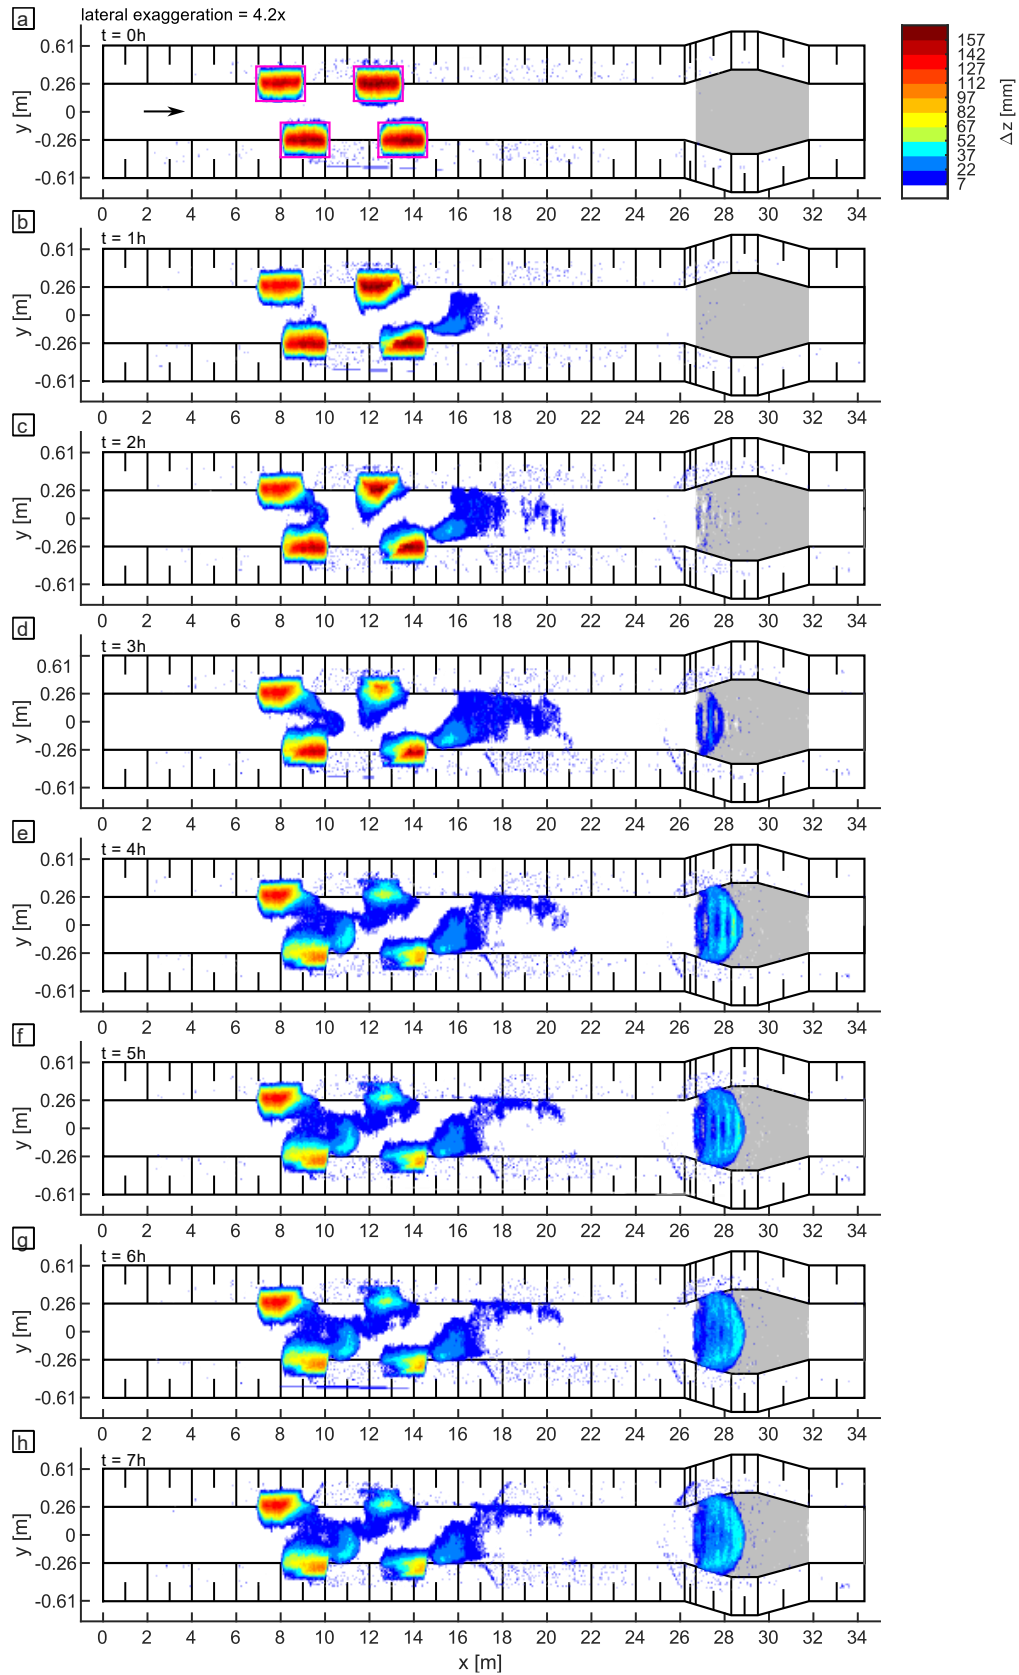 a
lateral exaggeration = 4.2x
t = 0h
0.61
0.26
0
-0.26
-0.61
y [m]
0 2 4 6 8 10 12 14 16 18 20 22 24 26 28 30 32 34
157
142
127
112
97
82
67
52
37
22
7
Δz [mm]
b
t = 1h
0.61
0.26
0
-0.26
-0.61
y [m]
0 2 4 6 8 10 12 14 16 18 20 22 24 26 28 30 32 34
c
t = 2h
0.61
0.26
0
-0.26
-0.61
y [m]
0 2 4 6 8 10 12 14 16 18 20 22 24 26 28 30 32 34
d
t = 3h
0.61
0.26
0
-0.26
-0.61
y [m]
0 2 4 6 8 10 12 14 16 18 20 22 24 26 28 30 32 34
e
t = 4h
0.61
0.26
0
-0.26
-0.61
y [m]
0 2 4 6 8 10 12 14 16 18 20 22 24 26 28 30 32 34
f
t = 5h
0.61
0.26
0
-0.26
-0.61
y [m]
0 2 4 6 8 10 12 14 16 18 20 22 24 26 28 30 32 34
g
t = 6h
0.61
0.26
0
-0.26
-0.61
y [m]
0 2 4 6 8 10 12 14 16 18 20 22 24 26 28 30 32 34
h
t = 7h
0.61
0.26
0
-0.26
-0.61
y [m]
0 2 4 6 8 10 12 14 16 18 20 22 24 26 28 30 32 34
x [m]